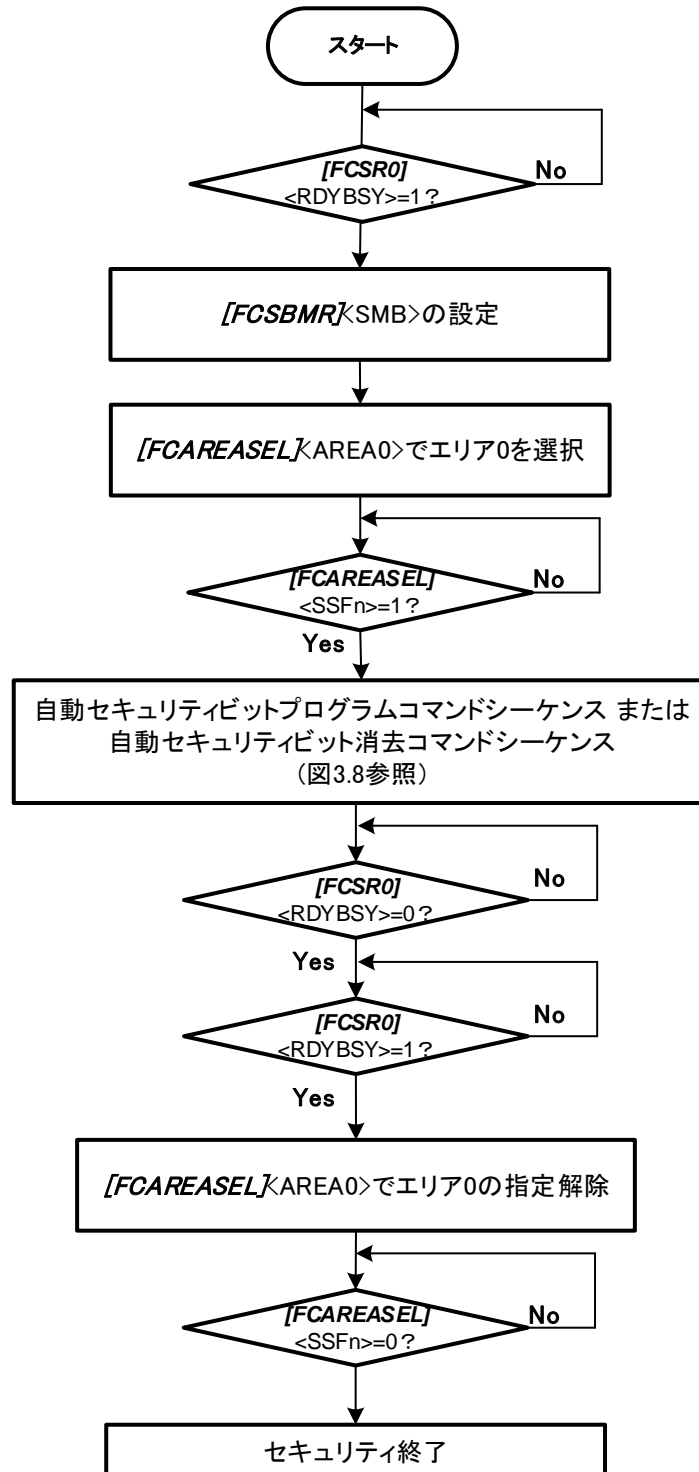 スタート
[FCSR0]
<RDYBSY>=1?
No
[FCSBMR]<SMB>の設定
[FCAREASEL]<AREA0>でエリア0を選択
[FCAREASEL]
<SSFn>=1?
No
Yes
自動セキュリティビットプログラムコマンドシーケンス または
自動セキュリティビット消去コマンドシーケンス
(図3.8参照)
[FCSR0]
<RDYBSY>=0?
No
Yes
[FCSR0]
<RDYBSY>=1?
No
Yes
[FCAREASEL]<AREA0>でエリア0の指定解除
[FCAREASEL]
<SSFn>=0?
No
セキュリティ終了